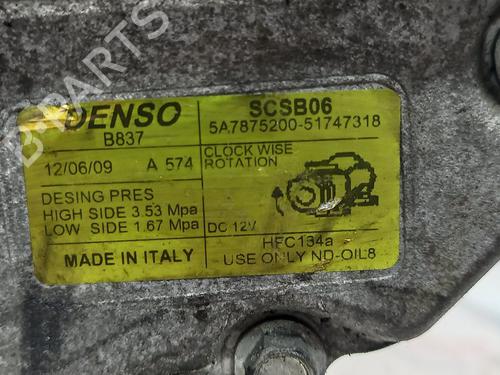 DENSO
B837
SCSB06
5A7875200-51747318
12/06/09 A 574
CLOCK WISE
ROTATION
DESING PRES
HIGH SIDE 3.53 Mpa
LOW SIDE 1.67 Mpa
DC 12V
MADE IN ITALY
HFC134a
USE ONLY ND-OIL8
B-PARTS